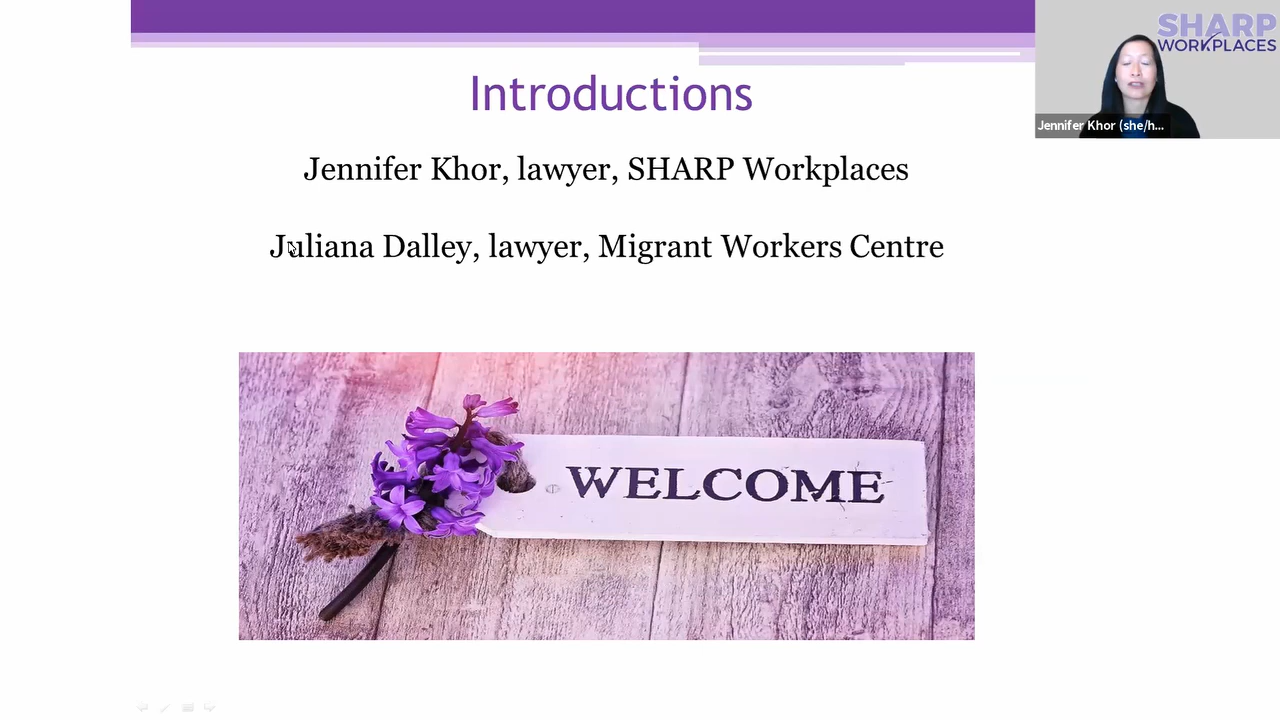 SHARP
WORKPLACES
Jennifer Khor (she/h...
Introductions
Jennifer Khor, lawyer, SHARP Workplaces
Juliana Dalley, lawyer, Migrant Workers Centre
WELCOME